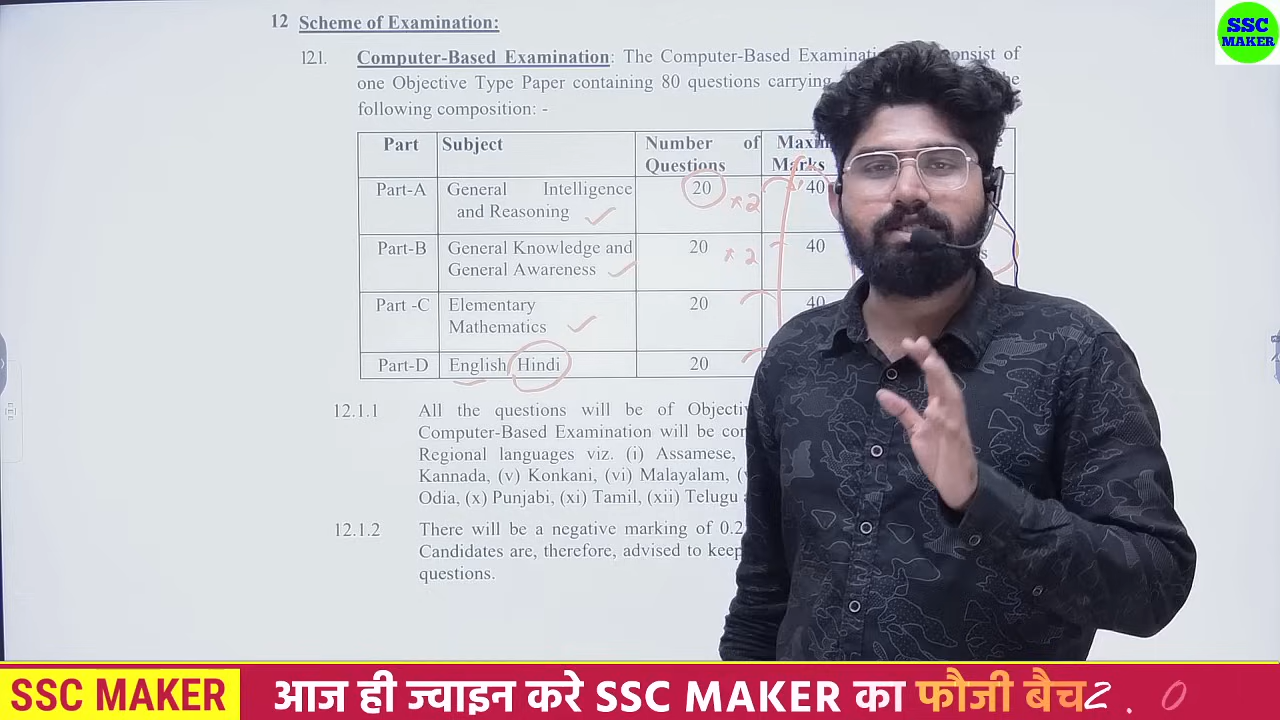 SSC
MAKER
12 Scheme of Examination:
12.1. Computer-Based Examination: The Computer-Based Examination consist of
one Objective Type Paper containing 80 questions carrying
following composition: -
Part Subject Number of
Questions Marks
Part-A General Intelligence
and Reasoning 20 × 2 40
Part-B General Knowledge and
General Awareness 20 × 2 40
Part -C Elementary
Mathematics 20 40
Part-D English Hindi 20
12.1.1 All the questions will be of
Computer-Based Examination will be
Regional languages viz. (i) Assamese,
Kannada, (v) Konkani, (vi) Malayalam,
Odia, (x) Punjabi, (xi) Tamil, (xii) Telugu
12.1.2 There will be a negative marking of
Candidates are, therefore, advised to keep
questions.
SSC MAKER आज ही ज्वाइन करे SSC MAKER का फौजी बैच 2.0